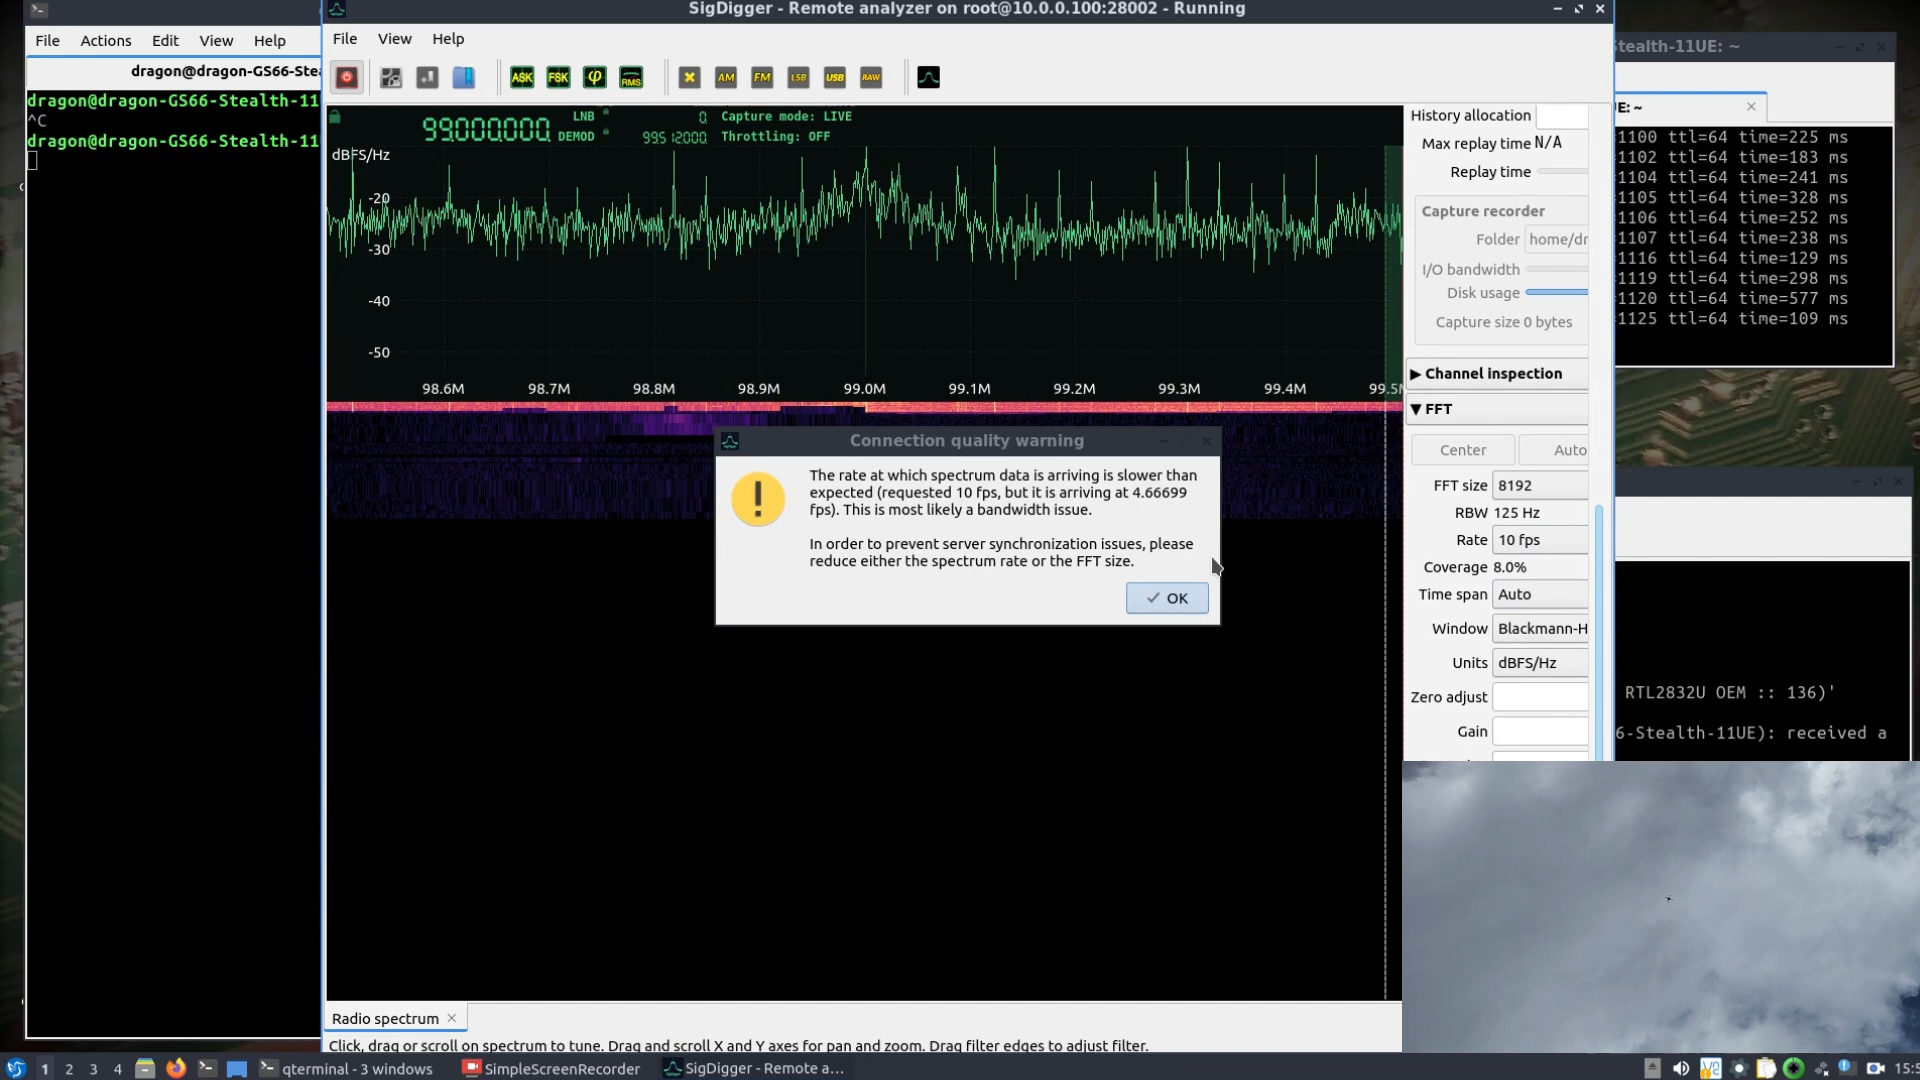 File Actions Edit View Help
dragon@dragon-GS66-Stea
dragon@dragon-GS66-Stealth-11
^C
dragon@dragon-GS66-Stealth-11
SigDigger - Remote analyzer on root@10.0.0.100:28002 - Running
File View Help
ASK FSK φ RMS AM FM LSB USB RAW
99.000.000. LNB 0. Capture mode: LIVE
DEMOD 99512000 Throttling: OFF
dBFS/Hz
-20
-30
-40
-50
98.6M 98.7M 98.8M 98.9M 99.0M 99.1M 99.2M 99.3M 99.4M 99.5M
Connection quality warning
The rate at which spectrum data is arriving is slower than
expected (requested 10 fps, but it is arriving at 4.66699
fps). This is most likely a bandwidth issue.
In order to prevent server synchronization issues, please
reduce either the spectrum rate or the FFT size.
OK
Radio spectrum
Click, drag or scroll on spectrum to tune. Drag and scroll X and Y axes for pan and zoom. Drag filter edges to adjust filter.
History allocation
Max replay time N/A
Replay time
Capture recorder
Folder home/dr
I/O bandwidth
Disk usage
Capture size 0 bytes
Channel inspection
FFT
Center Auto
FFT size 8192
RBW 125 Hz
Rate 10 fps
Coverage 8.0%
Time span Auto
Window Blackmann-H
Units dBFS/Hz
Zero adjust
Gain
Stealth-11UE: ~
E: ~
1100 ttl=64 time=225 ms
1102 ttl=64 time=183 ms
1104 ttl=64 time=241 ms
1105 ttl=64 time=328 ms
1106 ttl=64 time=252 ms
1107 ttl=64 time=238 ms
1116 ttl=64 time=129 ms
1119 ttl=64 time=298 ms
1120 ttl=64 time=577 ms
1125 ttl=64 time=109 ms
RTL2832U OEM :: 136)'
6-Stealth-11UE): received a
1 2 3 4 qterminal - 3 windows SimpleScreenRecorder SigDigger - Remote a... 15:5